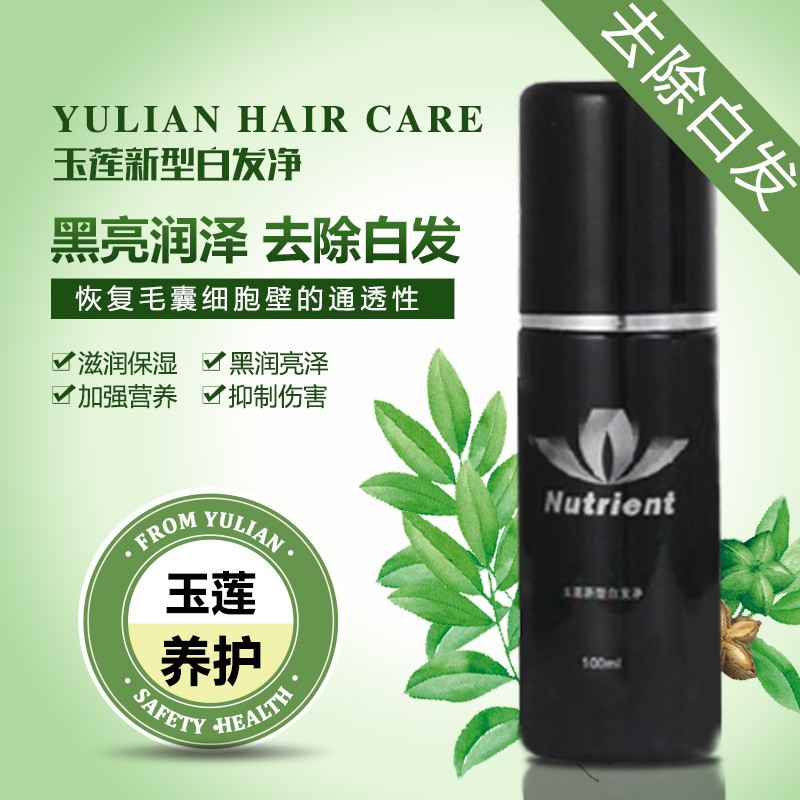 YULIAN HAIR CARE
玉莲新型白发净
黑亮润泽 去除白发
恢复毛囊细胞壁的通透性
滋润保湿 黑润亮泽
加强营养 抑制伤害
去除白发
FROM YULIAN
玉莲
养护
SAFETY·HEALTH
Nutrient
玉莲新型白发净
100ml